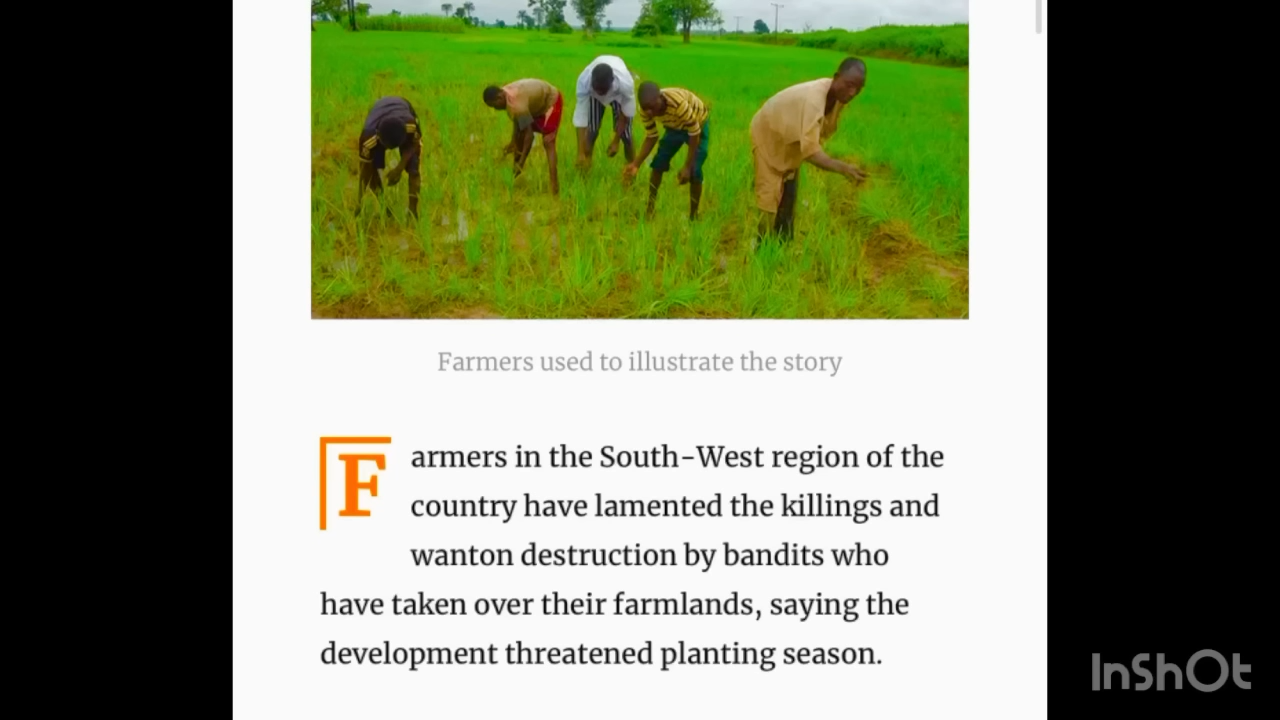 Farmers used to illustrate the story
Farmers in the South-West region of the
country have lamented the killings and
wanton destruction by bandits who
have taken over their farmlands, saying the
development threatened planting season.
InShOt